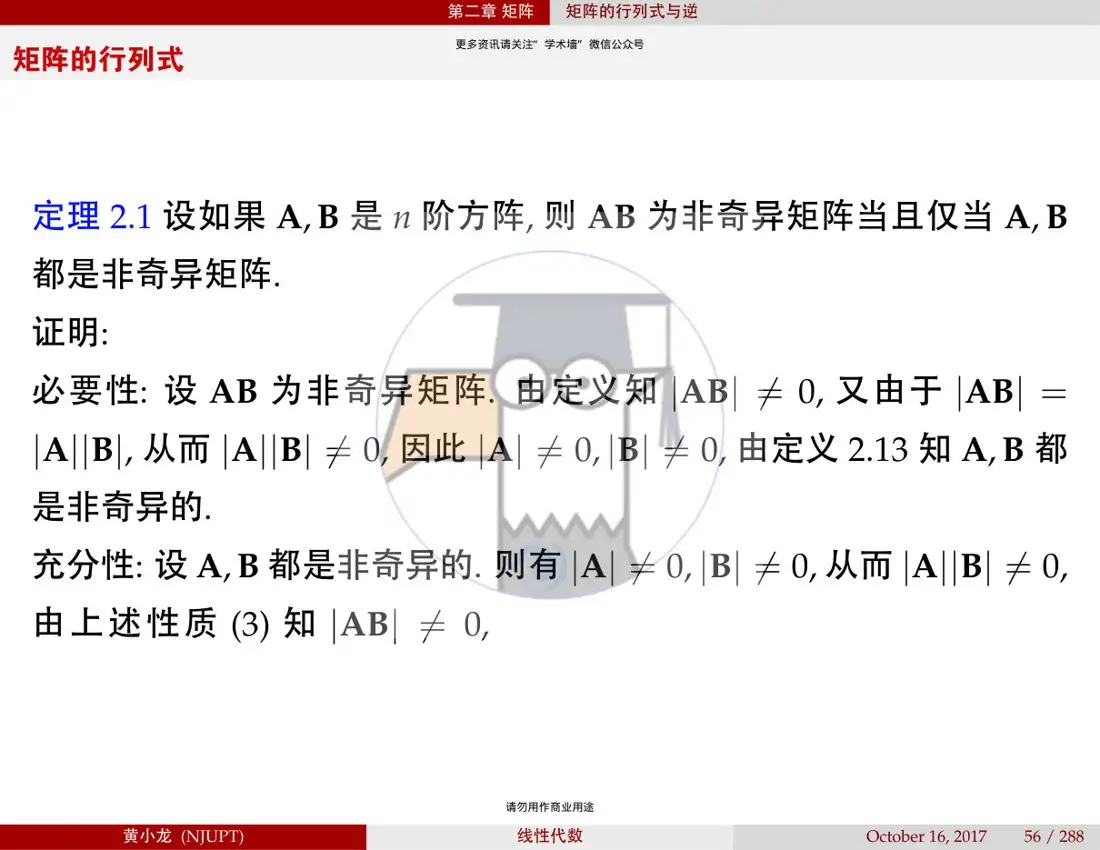 第二章 矩阵 矩阵的行列式与逆
更多资讯请关注“学术墙”微信公众号
矩阵的行列式
定理 2.1 设如果 A, B 是 n 阶方阵, 则 AB 为非奇异矩阵当且仅当 A, B
都是非奇异矩阵.
证明:
必要性: 设 AB 为非奇异矩阵. 由定义知 |AB| ≠ 0, 又由于 |AB| =
|A||B|, 从而 |A||B| ≠ 0, 因此 |A| ≠ 0, |B| ≠ 0, 由定义 2.13 知 A, B 都
是非奇异的.
充分性: 设 A, B 都是非奇异的. 则有 |A| ≠ 0, |B| ≠ 0, 从而 |A||B| ≠ 0,
由上述性质 (3) 知 |AB| ≠ 0,
请勿用作商业用途
黄小龙 (NJUPT) 线性代数 October 16, 2017 56 / 288